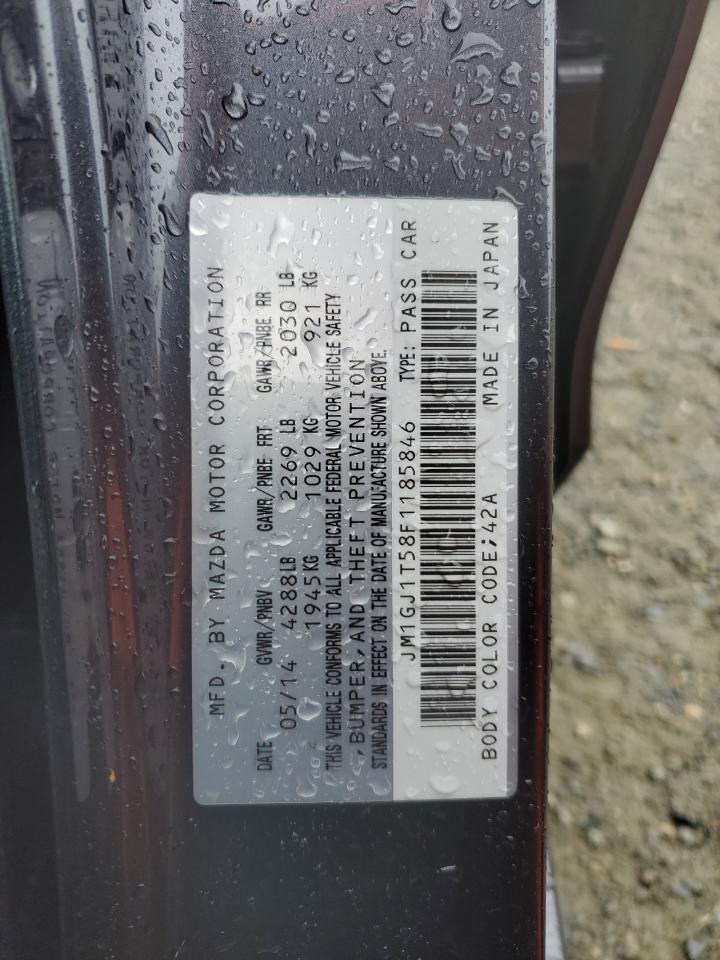 MFD. BY MAZDA MOTOR CORPORATION
DATE GVWR/PNBV GAWR/PNBE FRT GAWR/PNBE RR
05/14 4288LB 2269 LB 2030 LB
1945KG 1029 KG 921 KG
THIS VEHICLE CONFORMS TO ALL APPLICABLE FEDERAL MOTOR VEHICLE SAFETY
,BUMPER,AND THEFT PREVENTION
STANDARDS IN EFFECT ON THE DATE OF MANUFACTURE SHOWN ABOVE.
JM1GJ1T58F1185846 TYPE: PASS CAR
BODY COLOR CODE;42A MADE IN JAPAN